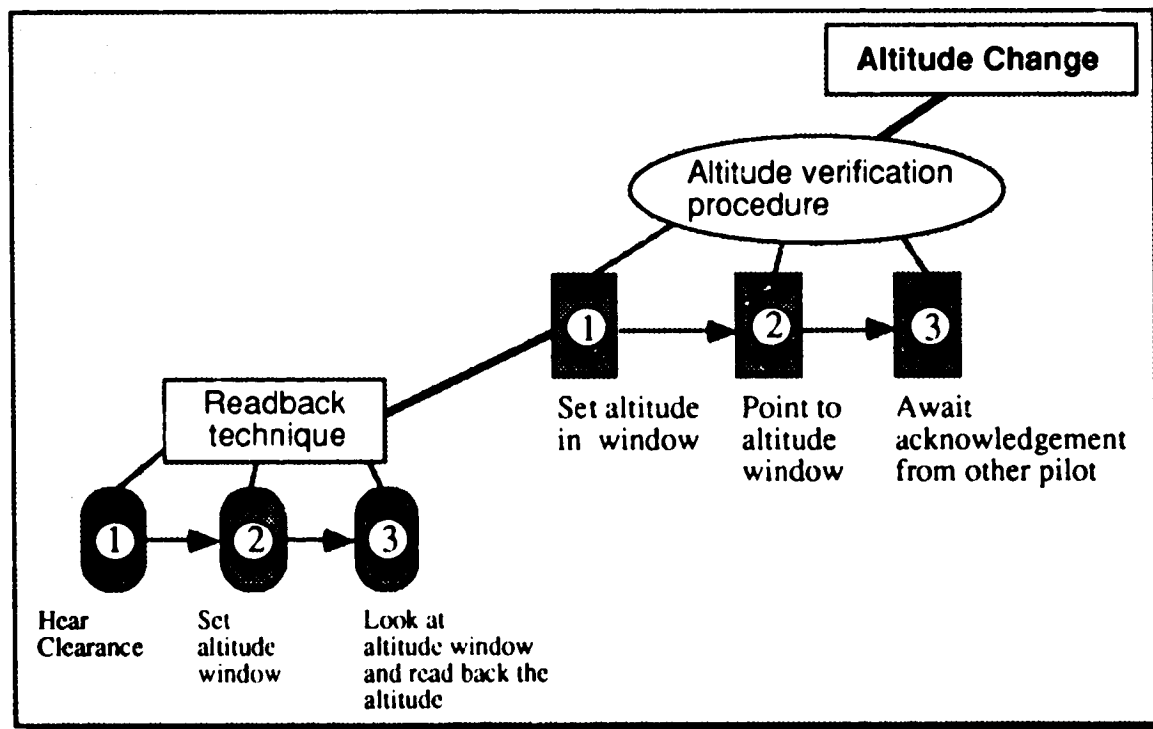 Altitude Change
Altitude verification
procedure
1
2
3
Set altitude
in window
Point to
altitude
window
Await
acknowledgement
from other pilot
Readback
technique
1
2
3
Hear
Clearance
Set
altitude
window
Look at
altitude window
and read back the
altitude